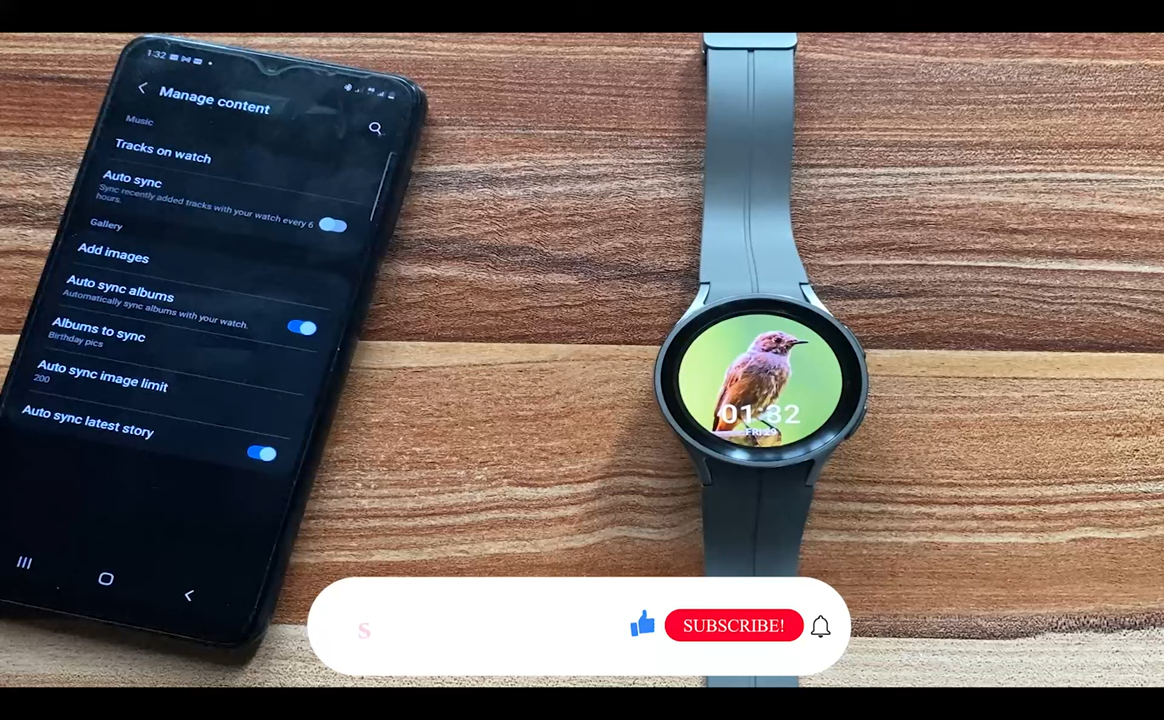 1:32
Manage content
Music
Tracks on watch
Auto sync
Sync recently added tracks with your watch every 6
hours.
Gallery
Add images
Auto sync albums
Automatically sync albums with your watch.
Albums to sync
Birthday pics
Auto sync image limit
200
Auto sync latest story
01:32
FRI 29
S
SUBSCRIBE!